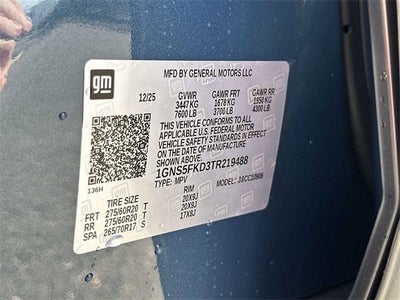 gm
MFD BY GENERAL MOTORS LLC
12/25 GVWR GAWR FRT GAWR RR
3447 KG 1678 KG 1950 KG
7600 LB 3700 LB 4300 LB
THIS VEHICLE CONFORMS TO ALL
APPLICABLE U.S. FEDERAL MOTOR
VEHICLE SAFETY STANDARDS IN
EFFECT ON THE DATE OF
MANUFACTURE SHOWN ABOVE.
1GNS5FKD3TR219488
TYPE: MPV MODEL:
136H
TIRE SIZE RIM
FRT 275/60R20 T 20X9J
RR 275/60R20 T 20X9J
SPA 265/70R17 S 17X8J